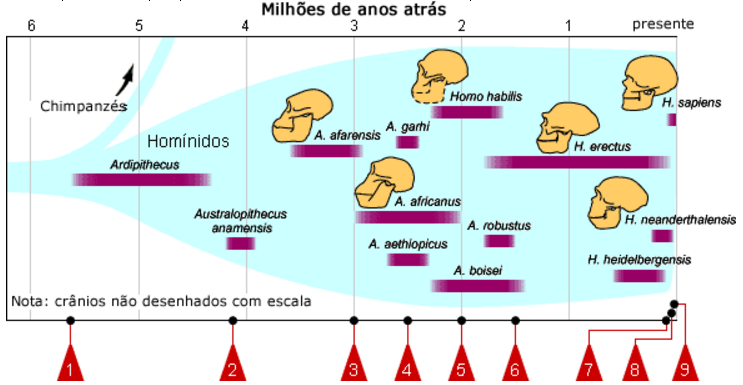 Milhões de anos atrás
6 5 4 3 2 1 presente
Chimpanzés
Homínidos
Ardipithecus
Australopithecus
anamensis
A. afarensis
A. garhi
Homo habilis
H. sapiens
H. erectus
A. africanus
A. aethiopicus
A. robustus
A. boisei
H. neanderthalensis
H. heidelbergensis
Nota: crânios não desenhados com escala
1 2 3 4 5 6 7 8 9